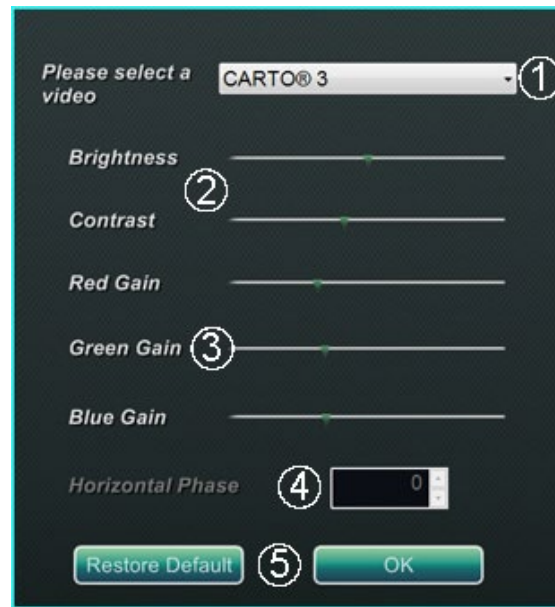 Please select a
video
CARTO® 3
①
Brightness
②
Contrast
Red Gain
Green Gain ③
Blue Gain
Horizontal Phase ④ 0
Restore Default ⑤ OK